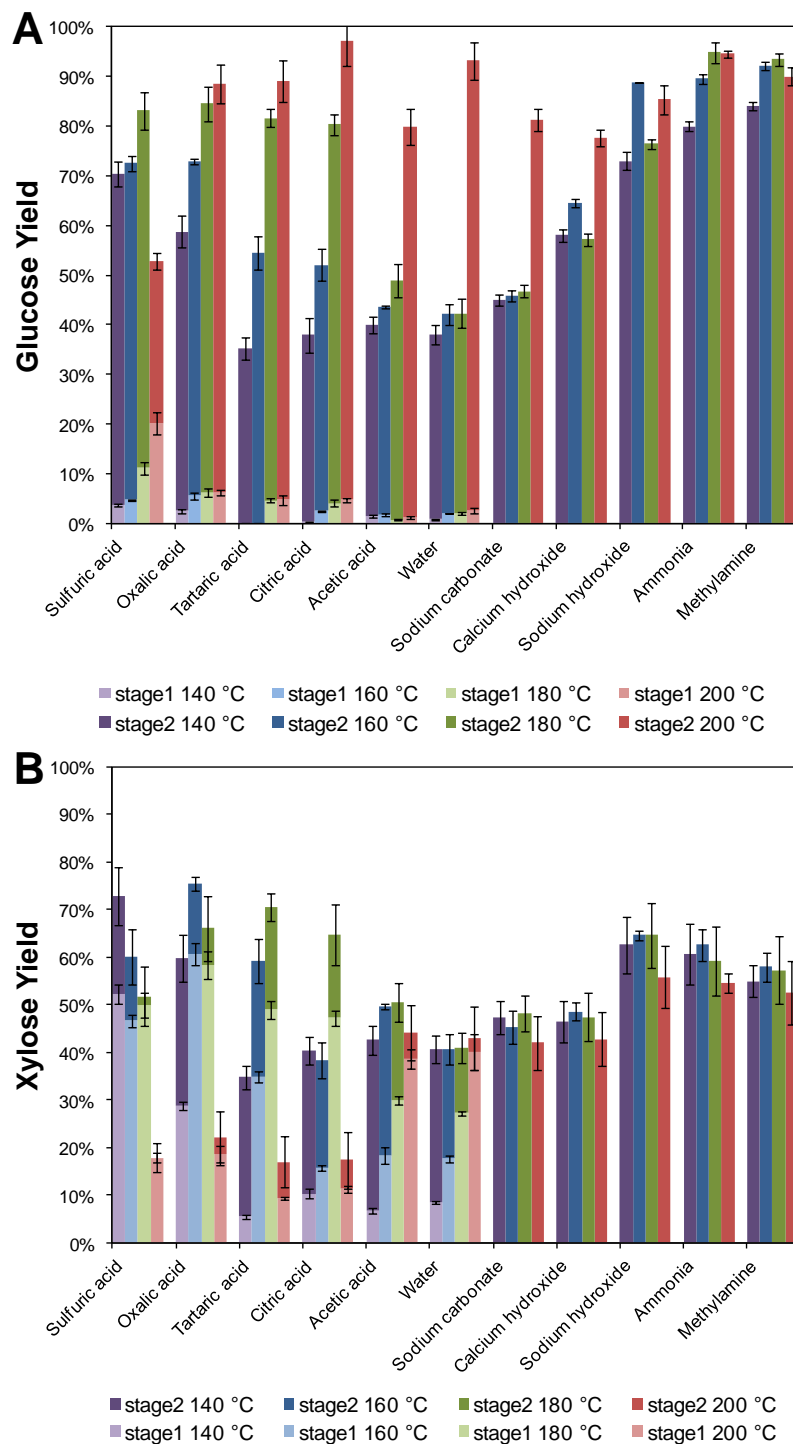 A
Glucose Yield
100%
90%
80%
70%
60%
50%
40%
30%
20%
10%
0%
Sulfuric acid
Oxalic acid
Tartaric acid
Citric acid
Acetic acid
Water
Sodium carbonate
Calcium hydroxide
Sodium hydroxide
Ammonia
Methylamine
stage1 140 °C stage1 160 °C stage1 180 °C stage1 200 °C
stage2 140 °C stage2 160 °C stage2 180 °C stage2 200 °C
B
Xylose Yield
100%
90%
80%
70%
60%
50%
40%
30%
20%
10%
0%
Sulfuric acid
Oxalic acid
Tartaric acid
Citric acid
Acetic acid
Water
Sodium carbonate
Calcium hydroxide
Sodium hydroxide
Ammonia
Methylamine
stage2 140 °C stage2 160 °C stage2 180 °C stage2 200 °C
stage1 140 °C stage1 160 °C stage1 180 °C stage1 200 °C